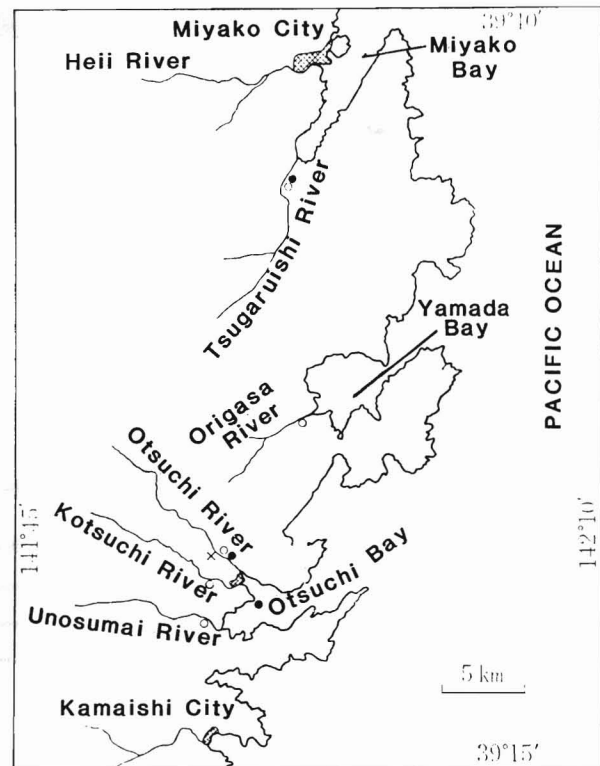 39°40'
Miyako City
Heii River
Miyako
Bay
Tsugaruishi River
PACIFIC OCEAN
Yamada
Bay
Origasa
River
Otsuchi River
Kotsuchi River
Otsuchi Bay
Unosumai River
141°45'
142°10'
5 km
Kamaishi City
39°15'